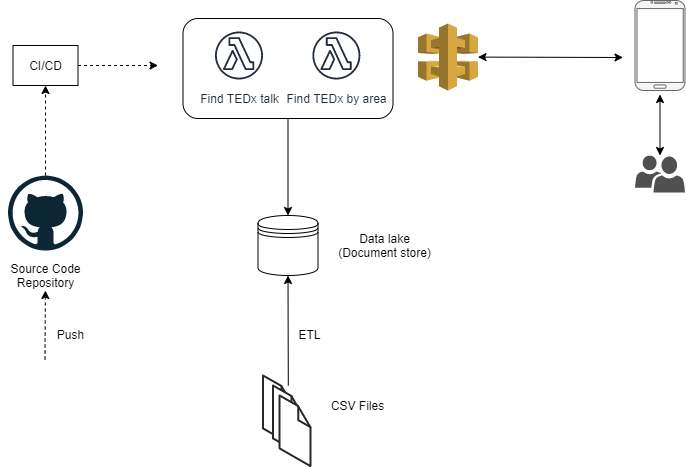 CI/CD
Find TEDx talk
Find TEDx by area
Source Code
Repository
Data lake
(Document store)
Push
ETL
CSV Files